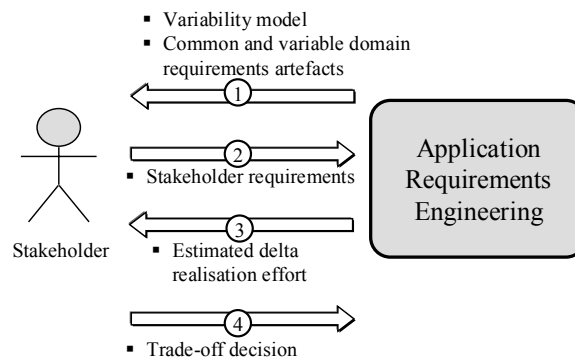 ▪ Variability model
▪ Common and variable domain
requirements artefacts
1
2
▪ Stakeholder requirements
3
▪ Estimated delta
realisation effort
4
▪ Trade-off decision
Stakeholder
Application
Requirements
Engineering